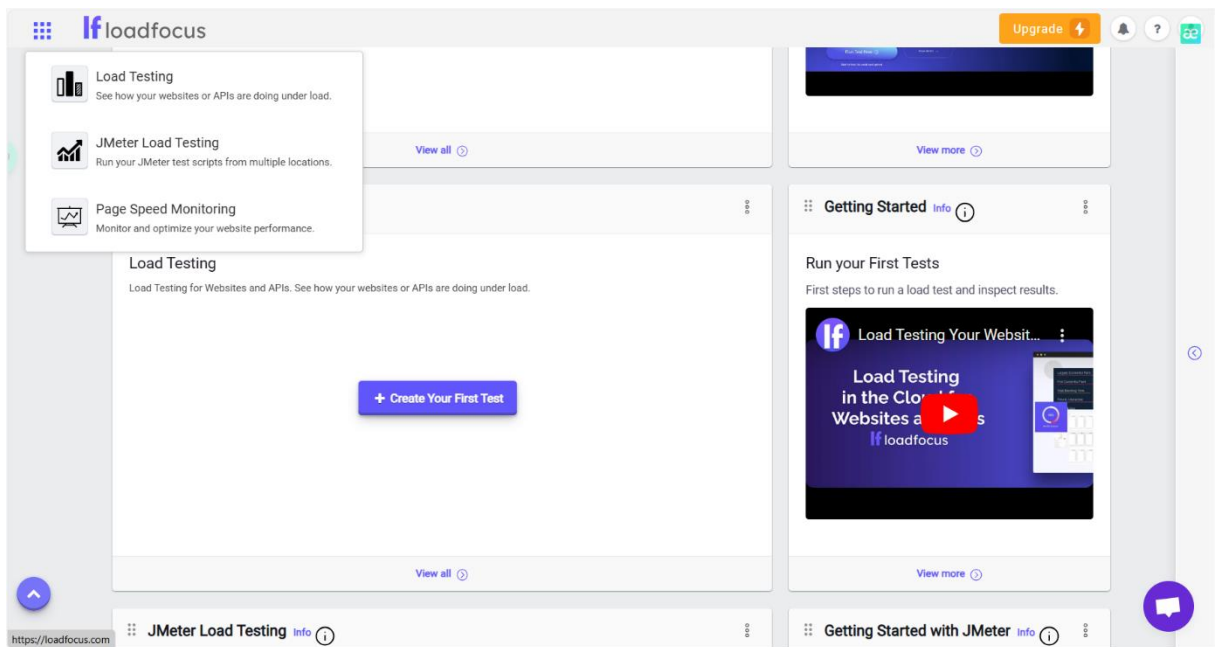 lf loadfocus
Upgrade
?
æ
Load Testing
See how your websites or APIs are doing under load.
JMeter Load Testing
Run your JMeter test scripts from multiple locations.
Page Speed Monitoring
Monitor and optimize your website performance.
View all
View more
Load Testing
Load Testing for Websites and APIs. See how your websites or APIs are doing under load.
+ Create Your First Test
View all
Getting Started Info i
Run your First Tests
First steps to run a load test and inspect results.
lf Load Testing Your Websit...
Load Testing
in the Clo
Websites a s
lf loadfocus
View more
JMeter Load Testing Info i
Getting Started with JMeter Info i
https://loadfocus.com